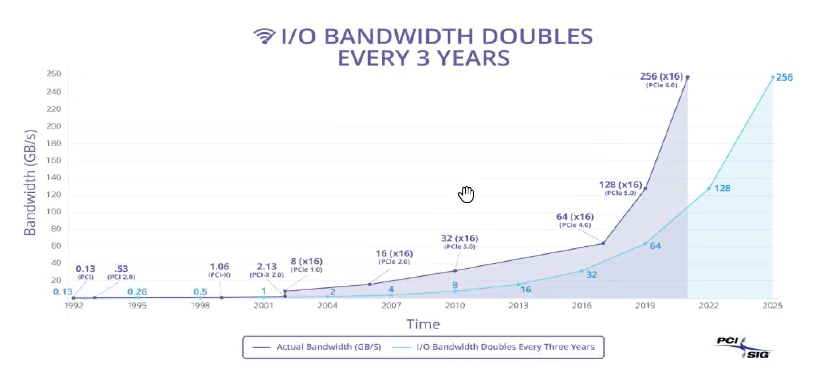 I/O BANDWIDTH DOUBLES
EVERY 3 YEARS
Bandwidth (GB/s)
260
240
220
200
180
160
140
120
100
80
60
40
20
0.13
(PCI)
.53
(PCI 2.0)
1.06
(PCI-X)
2.13
(PCI-X 2.0)
8 (x16)
(PCIe 1.0)
16 (x16)
(PCIe 2.0)
32 (x16)
(PCIe 3.0)
64 (x16)
(PCIe 4.0)
128 (x16)
(PCIe 5.0)
256 (x16)
(PCIe 6.0)
0.13
0.26
0.5
1
2
4
8
16
32
64
128
256
1992
1995
1998
2001
2004
2007
2010
2013
2016
2019
2022
2025
Time
Actual Bandwidth (GB/S)
I/O Bandwidth Doubles Every Three Years
PCI
SIG